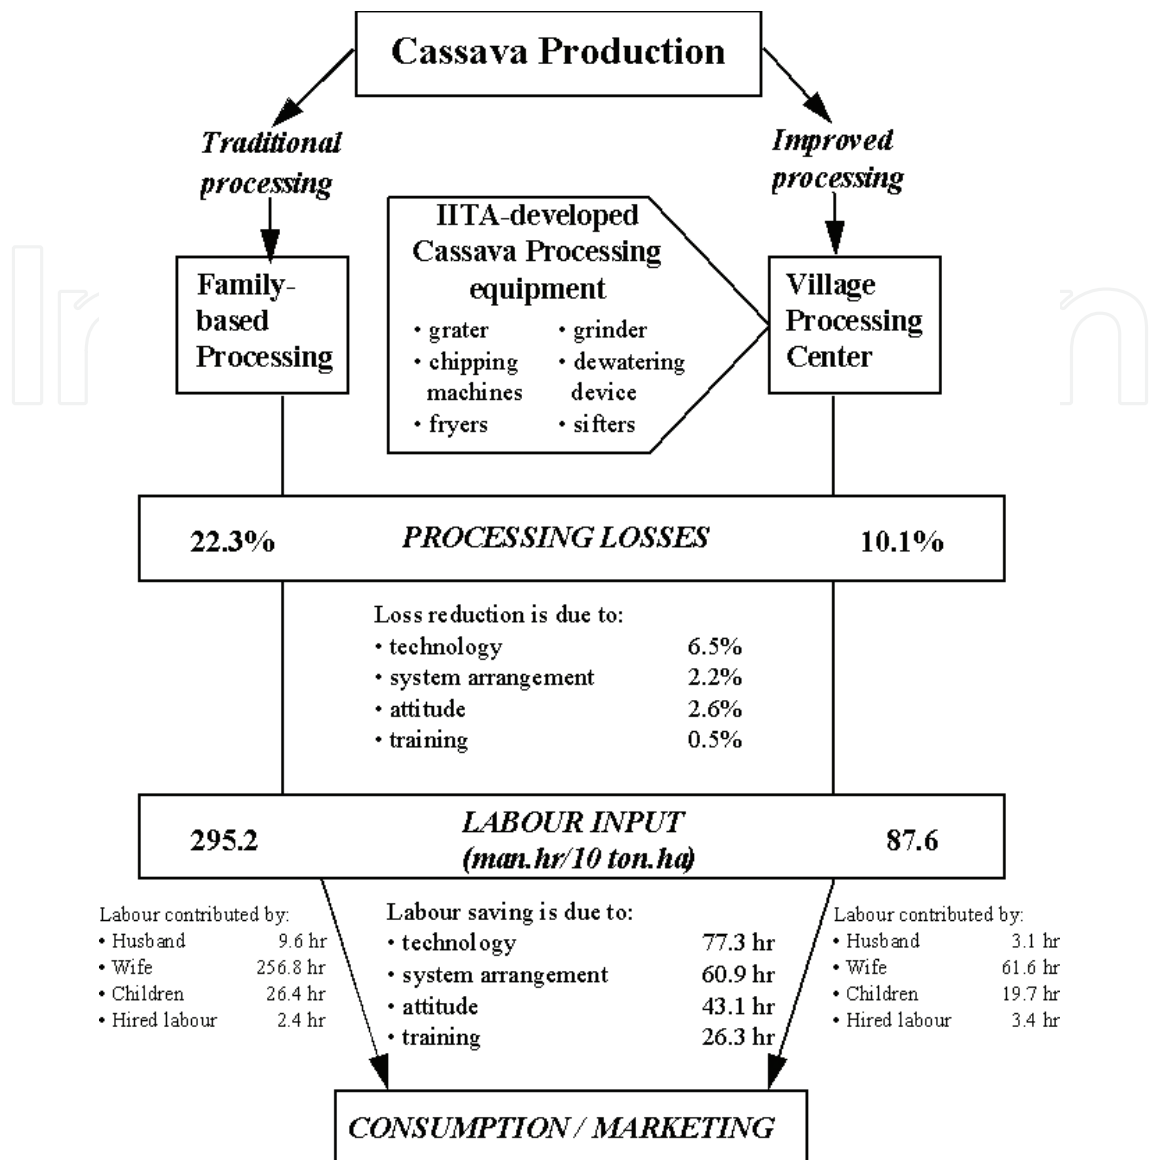 Cassava Production
Traditional
processing
Improved
processing
IITA-developed
Cassava Processing
equipment
• grater
• chipping
machines
• fryers
• grinder
• dewatering
device
• sifters
Family-
based
Processing
Village
Processing
Center
22.3% PROCESSING LOSSES 10.1%
Loss reduction is due to:
• technology 6.5%
• system arrangement 2.2%
• attitude 2.6%
• training 0.5%
295.2 LABOUR INPUT 87.6
(man.hr/10 ton.ha)
Labour contributed by:
• Husband 9.6 hr
• Wife 256.8 hr
• Children 26.4 hr
• Hired labour 2.4 hr
Labour saving is due to:
• technology 77.3 hr
• system arrangement 60.9 hr
• attitude 43.1 hr
• training 26.3 hr
Labour contributed by:
• Husband 3.1 hr
• Wife 61.6 hr
• Children 19.7 hr
• Hired labour 3.4 hr
CONSUMPTION / MARKETING